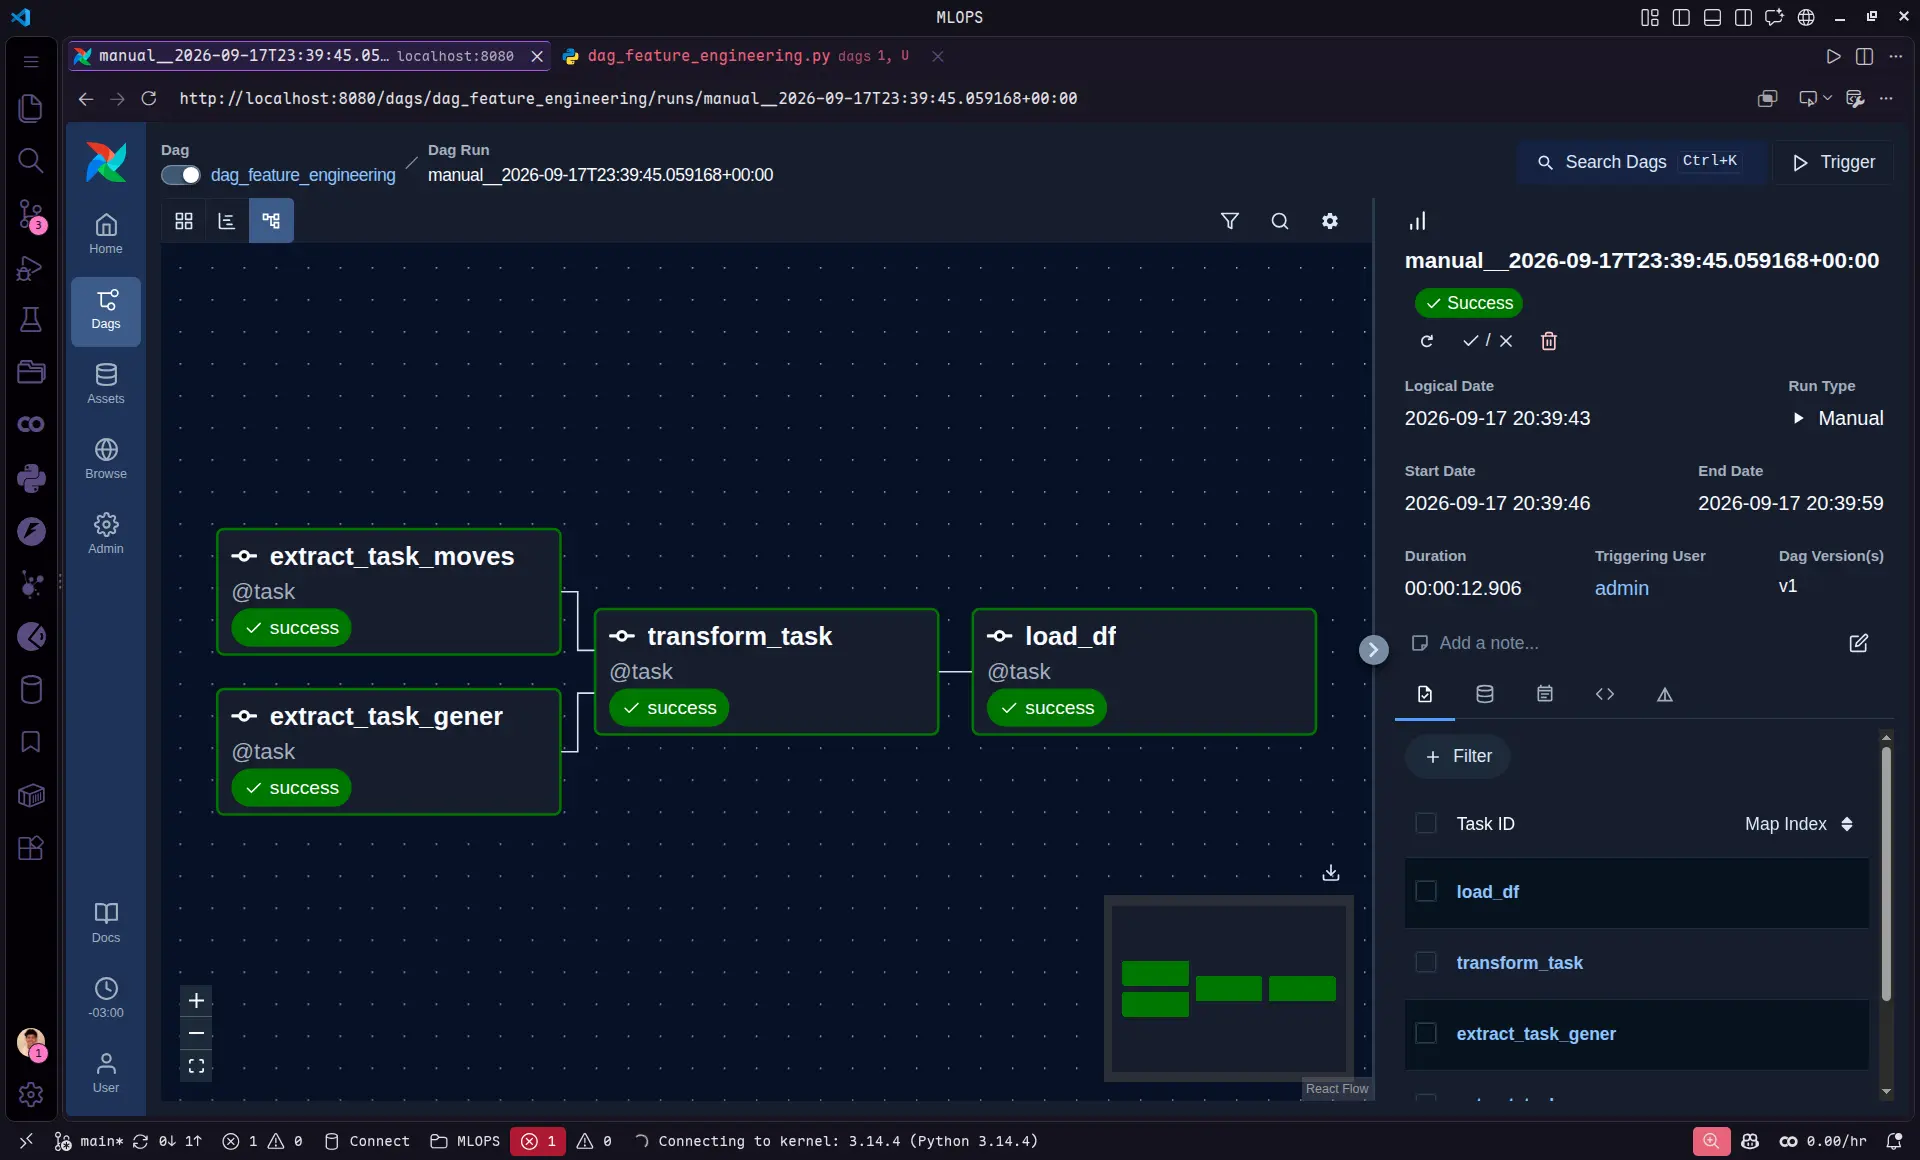 MLOPS
manual__2026-09-17T23:39:45.05… localhost:8080
dag_feature_engineering.py dags 1, U
http://localhost:8080/dags/dag_feature_engineering/runs/manual__2026-09-17T23:39:45.059168+00:00
Dag
dag_feature_engineering
Dag Run
manual__2026-09-17T23:39:45.059168+00:00
Search Dags Ctrl+K
Trigger
3
Home
Dags
Assets
Browse
Admin
Docs
-03:00
User
1
extract_task_moves
@task
success
extract_task_gener
@task
success
transform_task
@task
success
load_df
@task
success
React Flow
manual__2026-09-17T23:39:45.059168+00:00
Success
/
Logical Date
Run Type
2026-09-17 20:39:43
Manual
Start Date
End Date
2026-09-17 20:39:46
2026-09-17 20:39:59
Duration
Triggering User
Dag Version(s)
00:00:12.906
admin
v1
Add a note...
Filter
Task ID
Map Index
load_df
transform_task
extract_task_gener
main* 0↓ 1↑ 1 0 Connect MLOPS 1 0 Connecting to kernel: 3.14.4 (Python 3.14.4)
0.00/hr